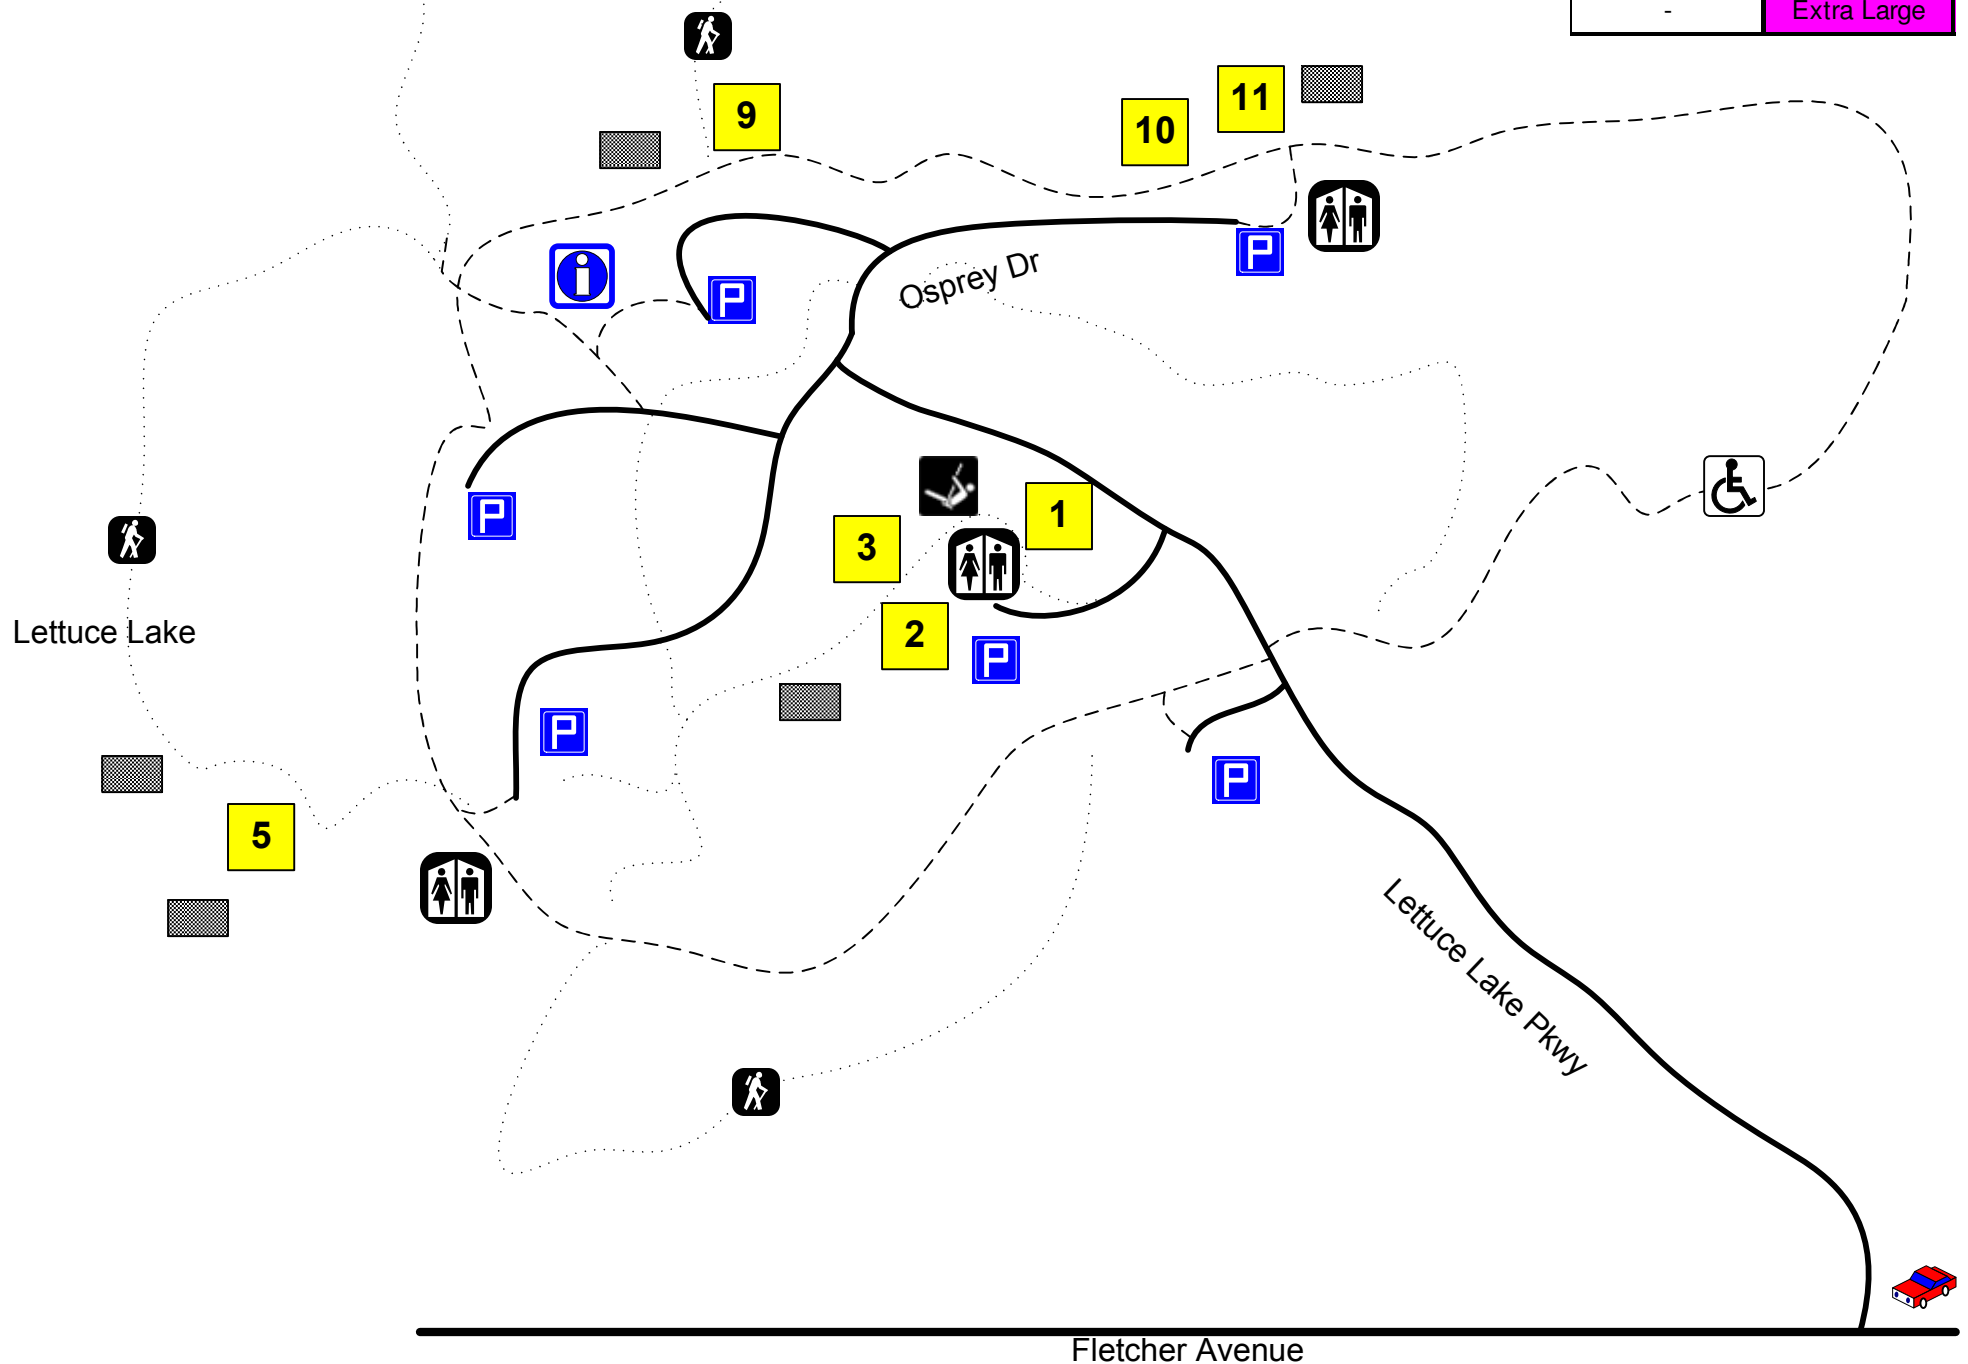 -
Extra Large
9
11
10
Osprey Dr
P
P
1
P
3
2
Lettuce Lake
P
P
P
5
Lettuce Lake Pkwy
Fletcher Avenue